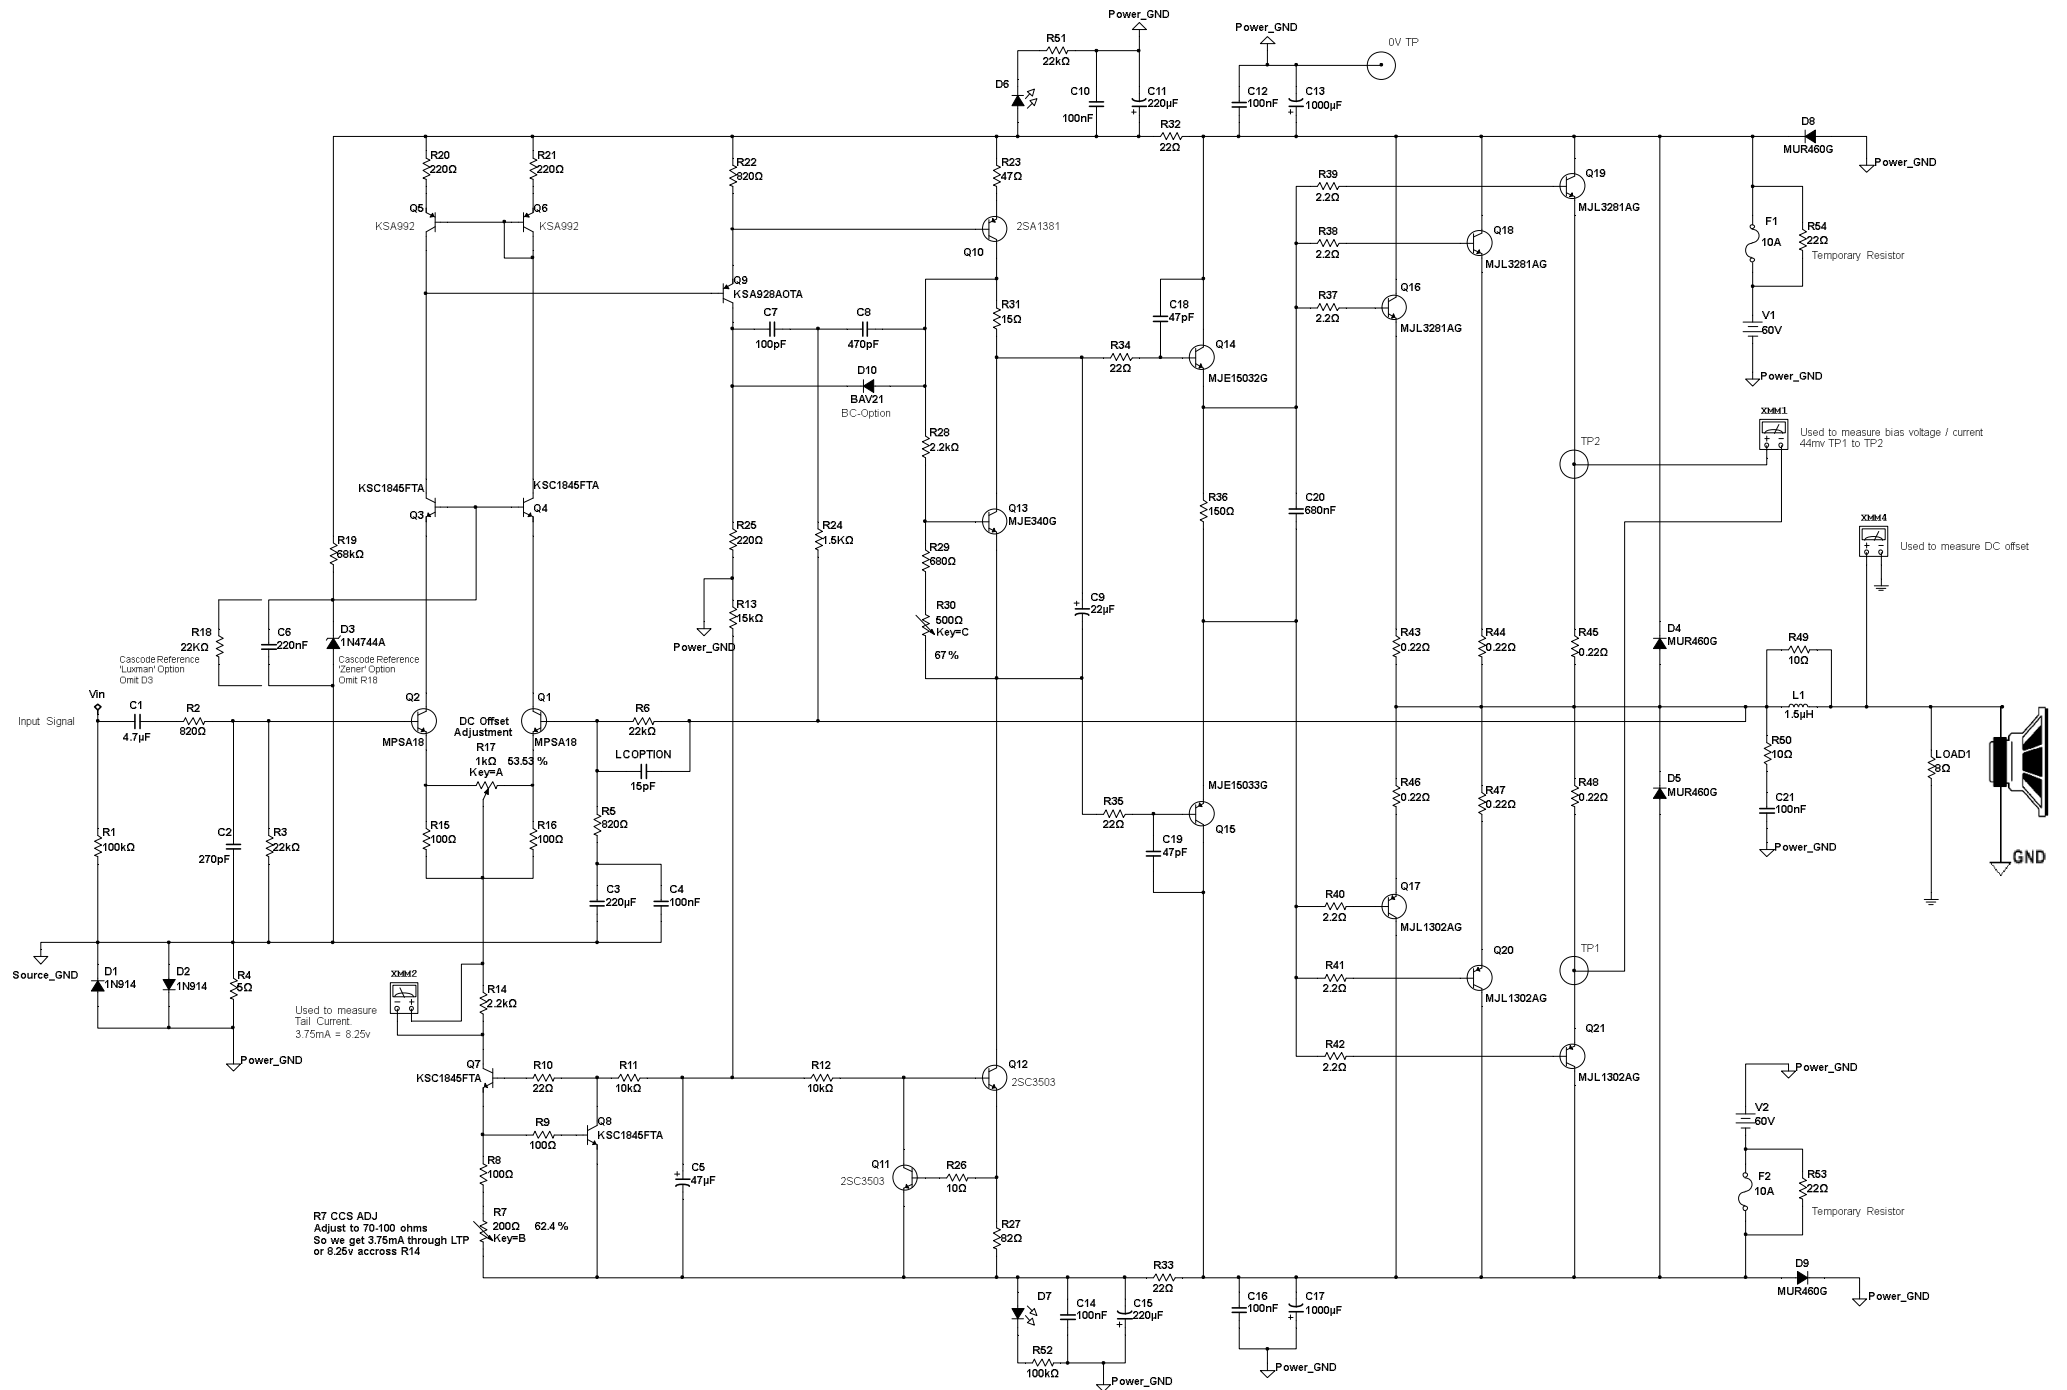 Power_GND
Power_GND
0V TP
R51
22kΩ
D6
C10
100nF
C11
220µF
C12
100nF
C13
1000µF
R32
22Ω
D8
MUR460G
Power_GND
R20
220Ω
R21
220Ω
R22
820Ω
R23
47Ω
Q5
KSA992
Q6
KSA992
2SA1381
Q10
R39
2.2Ω
Q19
MJL3281AG
R38
2.2Ω
Q18
MJL3281AG
F1
10A
R54
22Ω
Temporary Resistor
Q9
KSA928AOTA
R37
2.2Ω
Q16
MJL3281AG
C7
100pF
C8
470pF
R31
15Ω
C18
47pF
V1
60V
R34
22Ω
Q14
MJE15032G
Power_GND
D10
BAV21
BC-Option
XMM1
Used to measure bias voltage / current
44mv TP1 to TP2
TP2
R28
2.2kΩ
KSC1845FTA
KSC1845FTA
Q3
Q4
Q13
MJE340G
R36
150Ω
C20
680nF
XMM4
Used to measure DC offset
R19
68kΩ
R25
220Ω
R24
1.5KΩ
R29
680Ω
C9
22µF
R30
500Ω
Key=C
67 %
R13
15kΩ
Power_GND
R18
22KΩ
C6
220nF
D3
1N4744A
Cascode Reference
'Luxman' Option
Omit D3
Cascode Reference
'Zener' Option
Omit R18
R43
0.22Ω
R44
0.22Ω
R45
0.22Ω
D4
MUR460G
R49
10Ω
L1
1.5µH
Vin
Input Signal
C1
4.7µF
R2
820Ω
Q2
MPSA18
DC Offset
Adjustment
R17
1kΩ
53.53 %
Key=A
Q1
MPSA18
R6
22kΩ
LCOPTION
15pF
R50
10Ω
C21
100nF
Power_GND
LOAD1
8Ω
GND
MJE15033G
R35
22Ω
Q15
C19
47pF
R46
0.22Ω
R47
0.22Ω
R48
0.22Ω
D5
MUR460G
R1
100kΩ
C2
270pF
R3
22kΩ
R15
100Ω
R16
100Ω
R5
820Ω
C3
220µF
C4
100nF
R40
2.2Ω
Q17
MJL1302AG
R41
2.2Ω
Q20
MJL1302AG
TP1
Source_GND
D1
1N914
D2
1N914
R4
5Ω
Power_GND
XMM2
Used to measure
Tail Current.
3.75mA = 8.25v
R14
2.2kΩ
R42
2.2Ω
Q21
MJL1302AG
Q7
KSC1845FTA
R10
22Ω
R11
10kΩ
R12
10kΩ
Q12
2SC3503
Power_GND
V2
60V
R9
100Ω
Q8
KSC1845FTA
R8
100Ω
C5
47µF
Q11
2SC3503
R26
10Ω
F2
10A
R53
22Ω
Temporary Resistor
R7 CCS ADJ
Adjust to 70-100 ohms
So we get 3.75mA through LTP
or 8.25v accross R14
R7
200Ω
62.4 %
Key=B
R27
82Ω
R33
22Ω
D9
MUR460G
Power_GND
D7
C14
100nF
C15
220µF
C16
100nF
C17
1000µF
R52
100kΩ
Power_GND
Power_GND